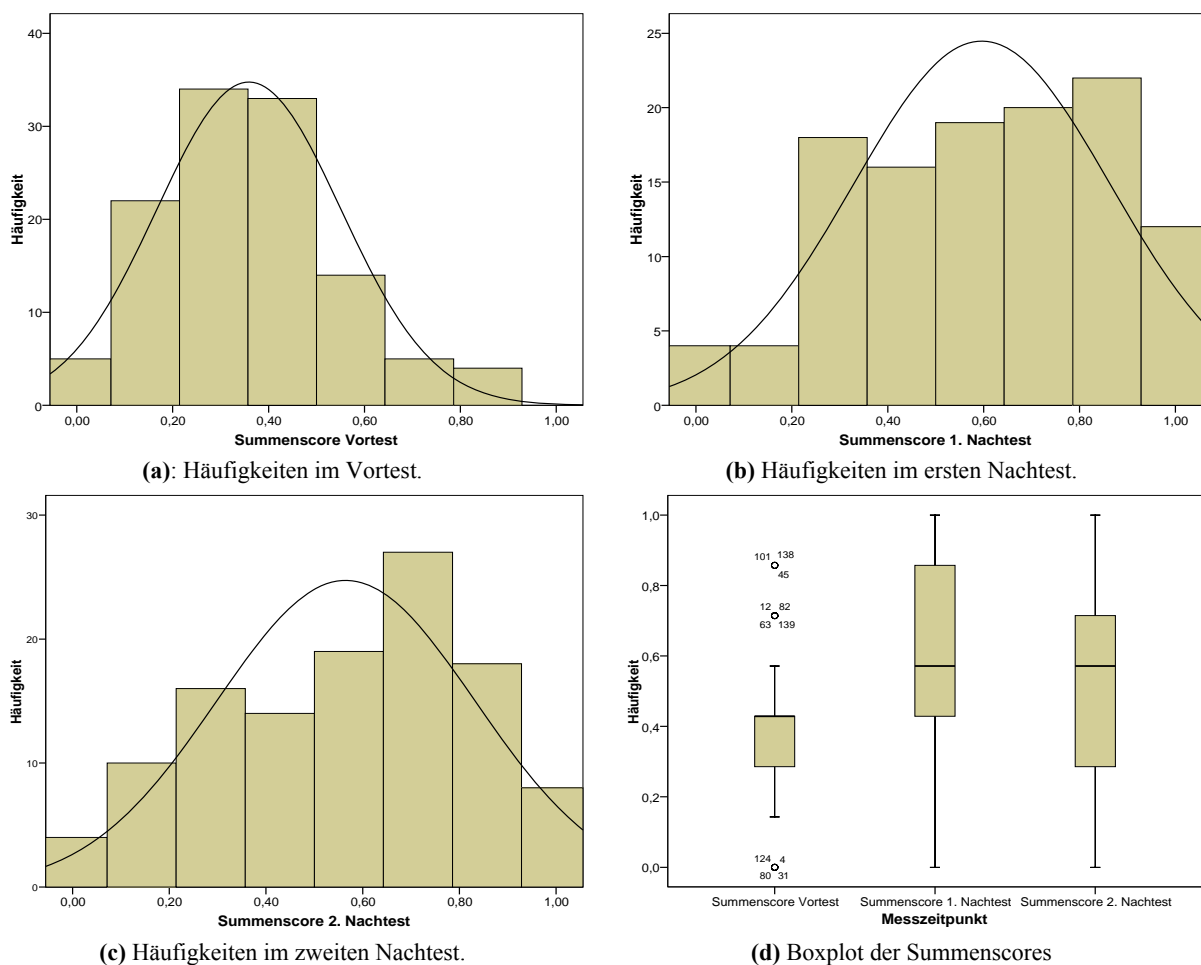 40
30
20
10
0
Häufigkeit
0,00 0,20 0,40 0,60 0,80 1,00
Summenscore Vortest
(a): Häufigkeiten im Vortest.
25
20
15
10
5
0
Häufigkeit
0,00 0,20 0,40 0,60 0,80 1,00
Summenscore 1. Nachtest
(b) Häufigkeiten im ersten Nachtest.
30
20
10
0
Häufigkeit
0,00 0,20 0,40 0,60 0,80 1,00
Summenscore 2. Nachtest
(c) Häufigkeiten im zweiten Nachtest.
1,0
0,8
0,6
0,4
0,2
0,0
Häufigkeit
101 138
45
12 82
63 139
124 4
80 31
Summenscore Vortest Summenscore 1. Nachtest Summenscore 2. Nachtest
Messzeitpunkt
(d) Boxplot der Summenscores